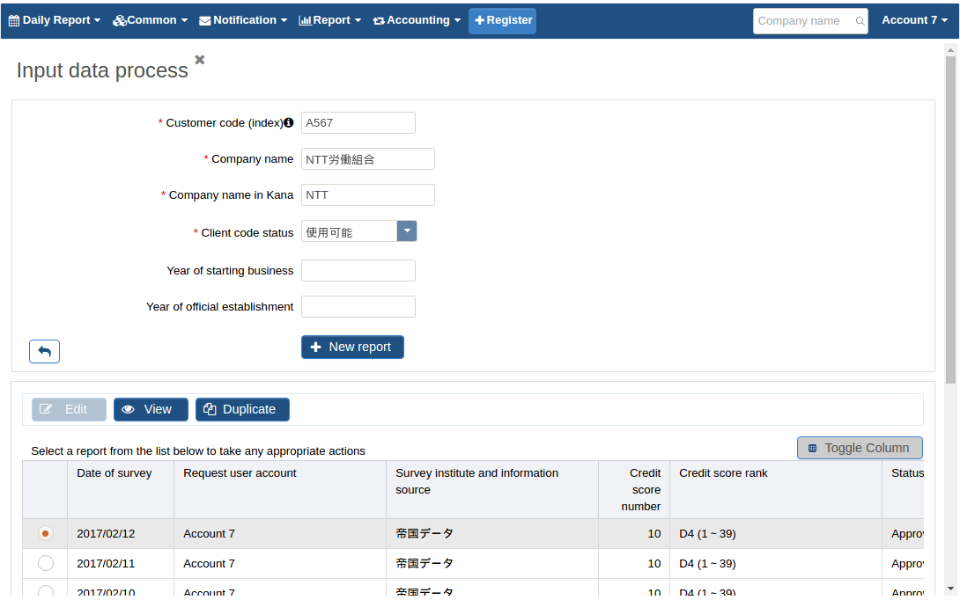 Daily Report Common Notification Report Accounting Register Company name Account 7
Input data process
* Customer code (index) A567
* Company name NTT労働組合
* Company name in Kana NTT
* Client code status 使用可能
Year of starting business
Year of official establishment
New report
Edit View Duplicate
Select a report from the list below to take any appropriate actions Toggle Column
Date of survey Request user account Survey institute and information Credit Credit score rank Status
source score
number
2017/02/12 Account 7 帝国データ 10 D4 (1 ~ 39) Approv
2017/02/11 Account 7 帝国データ 10 D4 (1 ~ 39) Approv
2017/02/10 Account 7 帝国データ 10 D4 (1 ~ 39) Approv